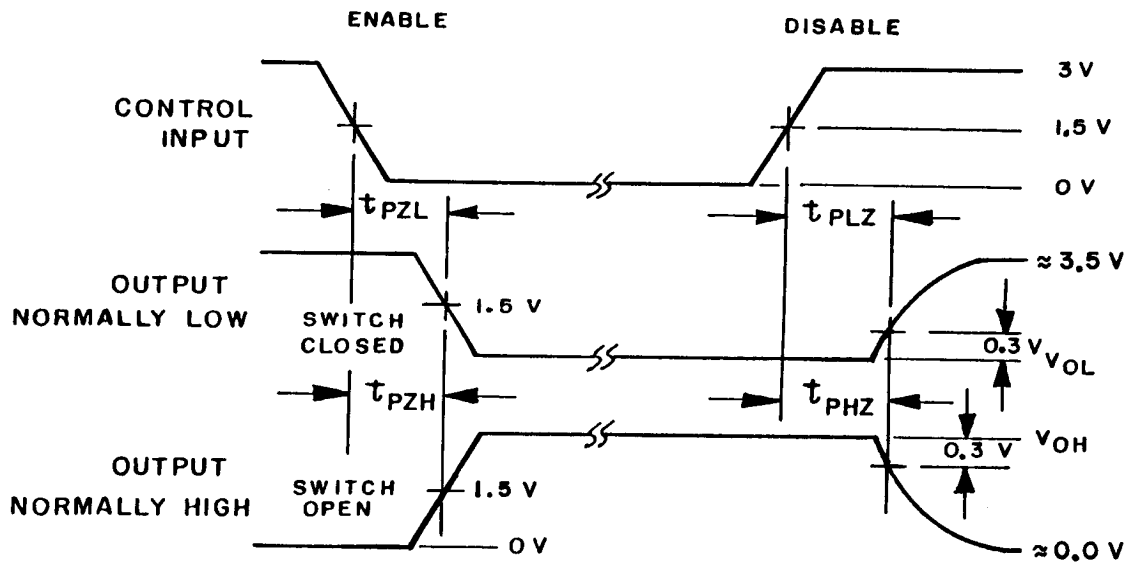 ENABLE
DISABLE
CONTROL
INPUT
3 V
1.5 V
0 V
tPZL
tPLZ
OUTPUT
NORMALLY LOW
SWITCH
CLOSED
1.5 V
≈3.5 V
0.3 V
VOL
tPZH
tPHZ
OUTPUT
NORMALLY HIGH
SWITCH
OPEN
1.5 V
0 V
VOH
0.3 V
≈0.0 V